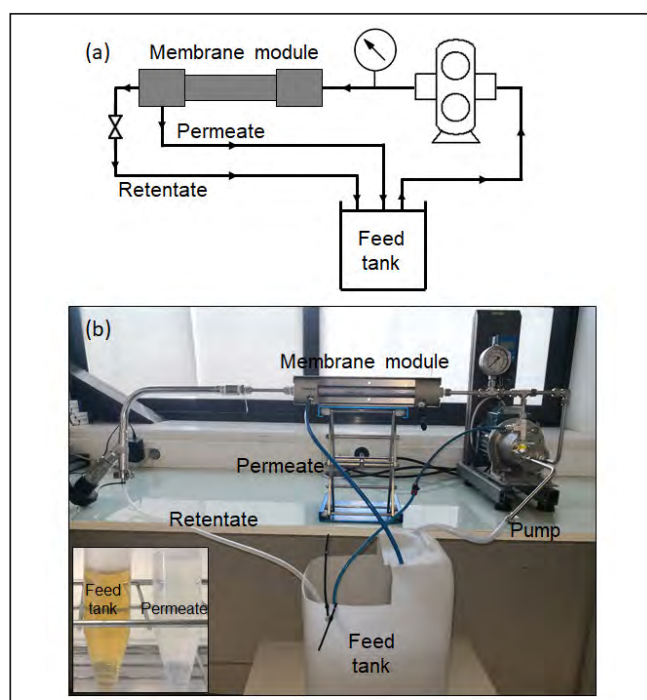 (a)
Membrane module
Permeate
Retentate
Feed
tank
(b)
Membrane module
Permeate
Retentate
Pump
Feed
tank
Permeate
Feed
tank